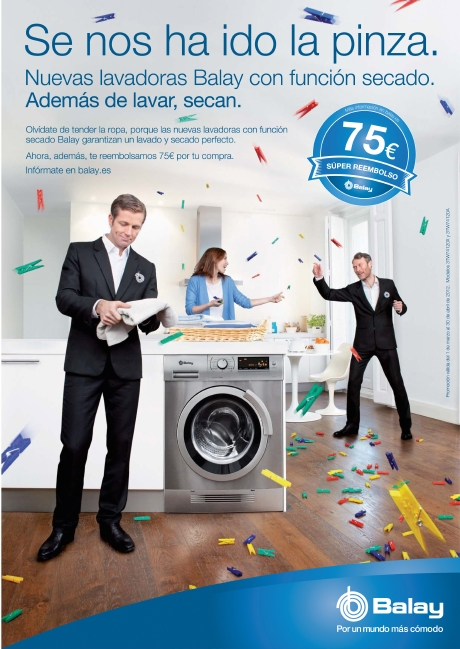 Se nos ha ido la pinza.
Nuevas lavadoras Balay con función secado.
Además de lavar, secan.
Olvídate de tender la ropa, porque las nuevas lavadoras con función
secado Balay garantizan un lavado y secado perfecto.
Ahora, además, te reembolsamos 75€ por tu compra.
Infórmate en balay.es
75€
SÚPER REEMBOLSO
Balay
Balay
Por un mundo más cómodo